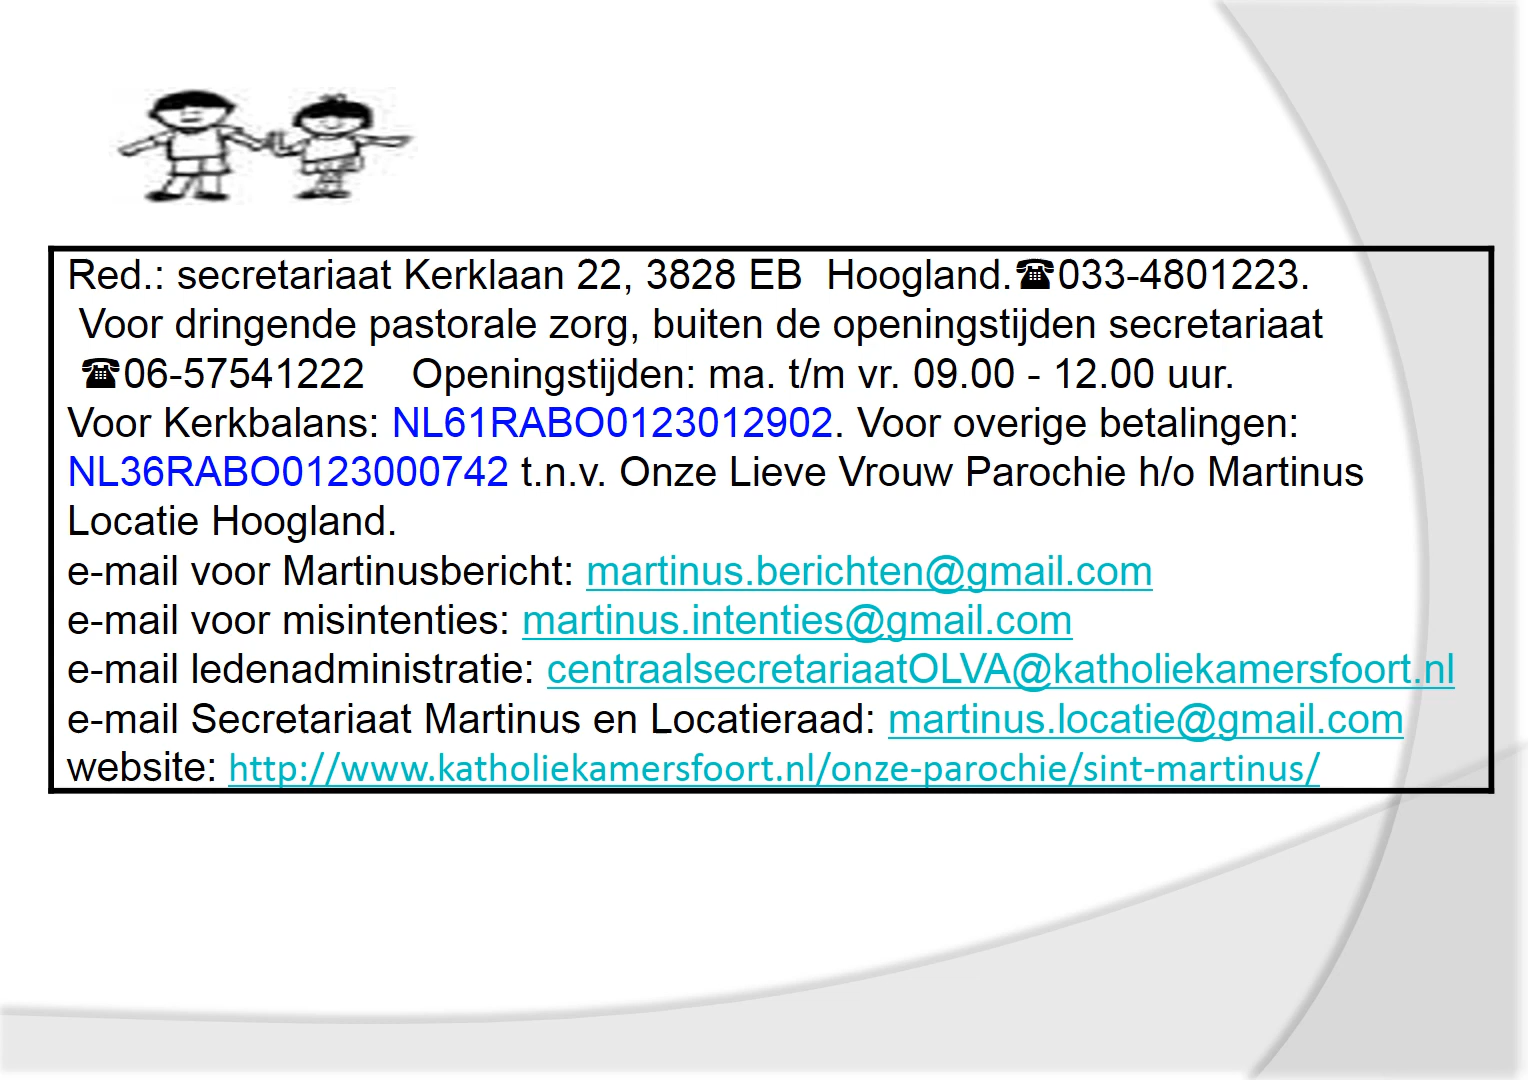 Red.: secretariaat Kerklaan 22, 3828 EB  Hoogland.☎033-4801223.
Voor dringende pastorale zorg, buiten de openingstijden secretariaat
☎06-57541222    Openingstijden: ma. t/m vr. 09.00 - 12.00 uur.
Voor Kerkbalans: NL61RABO0123012902. Voor overige betalingen:
NL36RABO0123000742 t.n.v. Onze Lieve Vrouw Parochie h/o Martinus
Locatie Hoogland.
e-mail voor Martinusbericht: martinus.berichten@gmail.com
e-mail voor misintenties: martinus.intenties@gmail.com
e-mail ledenadministratie: centraalsecretariaatOLVA@katholiekamersfoort.nl
e-mail Secretariaat Martinus en Locatieraad: martinus.locatie@gmail.com
website: http://www.katholiekamersfoort.nl/onze-parochie/sint-martinus/